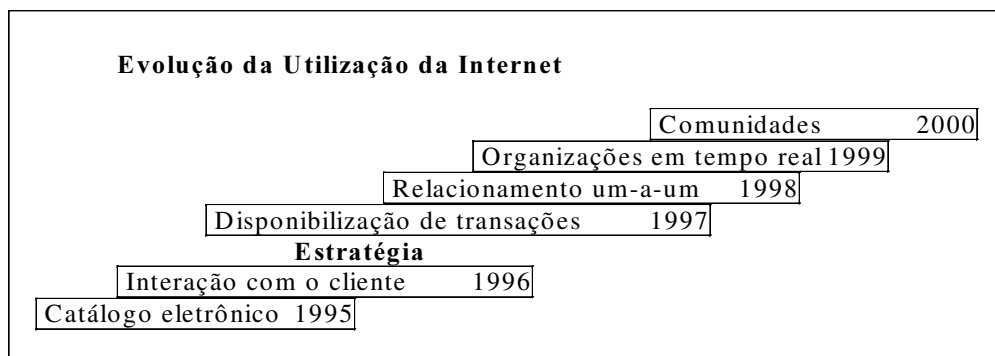 Evolução da Utilização da Internet
Comunidades 2000
Organizações em tempo real 1999
Relacionamento um-a-um 1998
Disponibilização de transações 1997
Estratégia
Interação com o cliente 1996
Catálogo eletrônico 1995